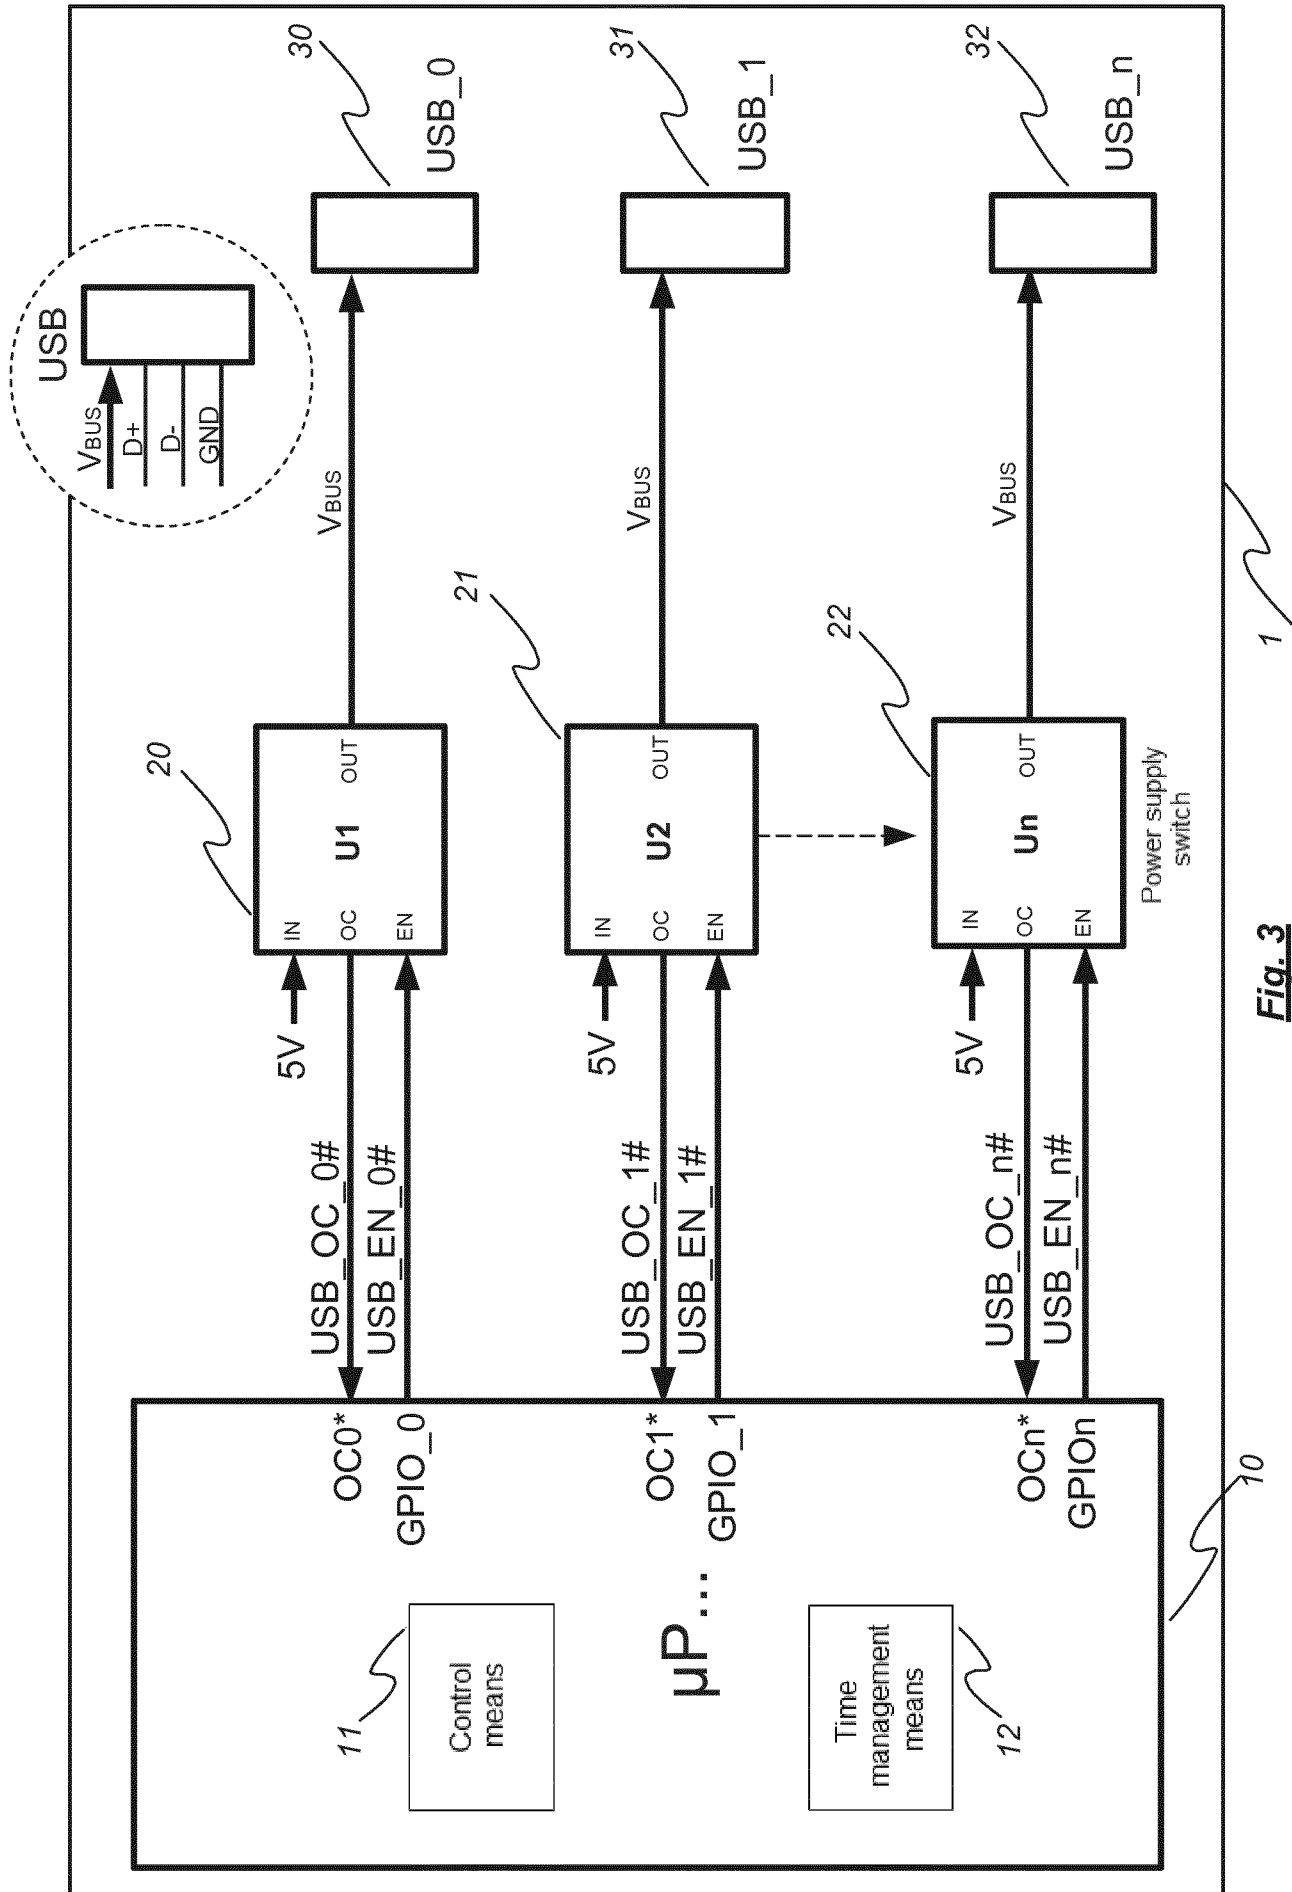 USB
VBUS
D+
D-
GND
30
USB_0
31
USB_1
32
USB_n
VBUS
VBUS
VBUS
20
IN
OC
EN
U1
OUT
21
IN
OC
EN
U2
OUT
22
IN
OC
EN
Un
OUT
Power supply
switch
5V
USB_OC_0#
USB_EN_0#
5V
USB_OC_1#
USB_EN_1#
5V
USB_OC_n#
USB_EN_n#
OC0*
GPIO_0
OC1*
GPIO_1
OCn*
GPIOn
µP...
11
Control
means
Time
management
means
12
10
1
Fig. 3